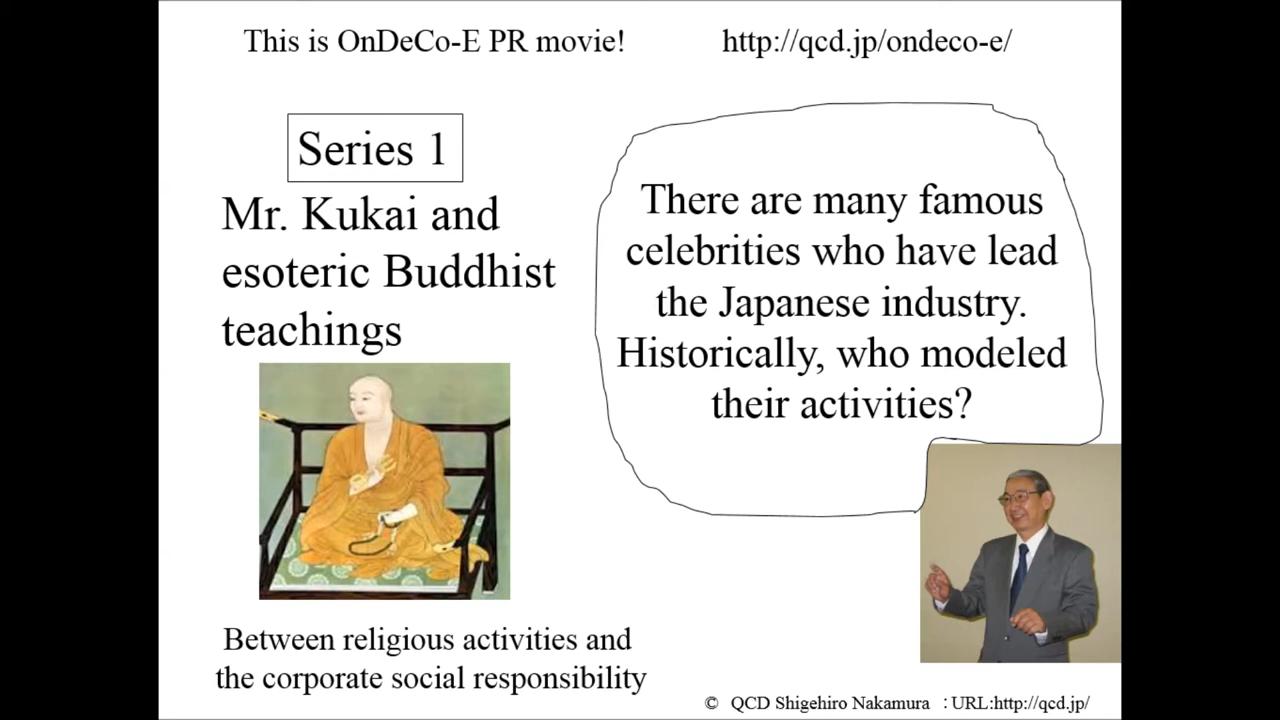 This is OnDeCo-E PR movie!
http://qcd.jp/ondeco-e/
Series 1
Mr. Kukai and
esoteric Buddhist
teachings
There are many famous
celebrities who have lead
the Japanese industry.
Historically, who modeled
their activities?
Between religious activities and
the corporate social responsibility
© QCD Shigehiro Nakamura :URL:http://qcd.jp/